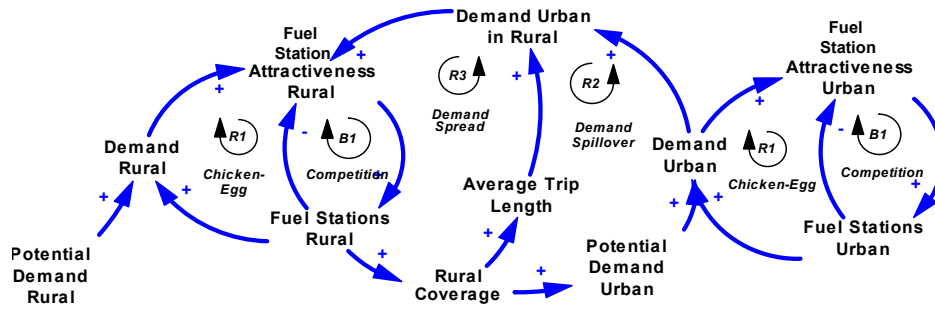 Demand Urban
in Rural
Fuel
Station
Attractiveness
Rural
Fuel
Station
Attractiveness
Urban
+
+
+
+
+
R3
R2
R1
B1
R1
B1
-
-
Demand
Spread
Demand
Spillover
Demand
Rural
Chicken-
Egg
Competition
+
Demand
Urban
Chicken-Egg
Competition
+
Average Trip
Length
+
+
+
+
Fuel Stations
Rural
Fuel Stations
Urban
+
+
+
Potential
Demand
Rural
Potential
Demand
Urban
Rural
Coverage
+